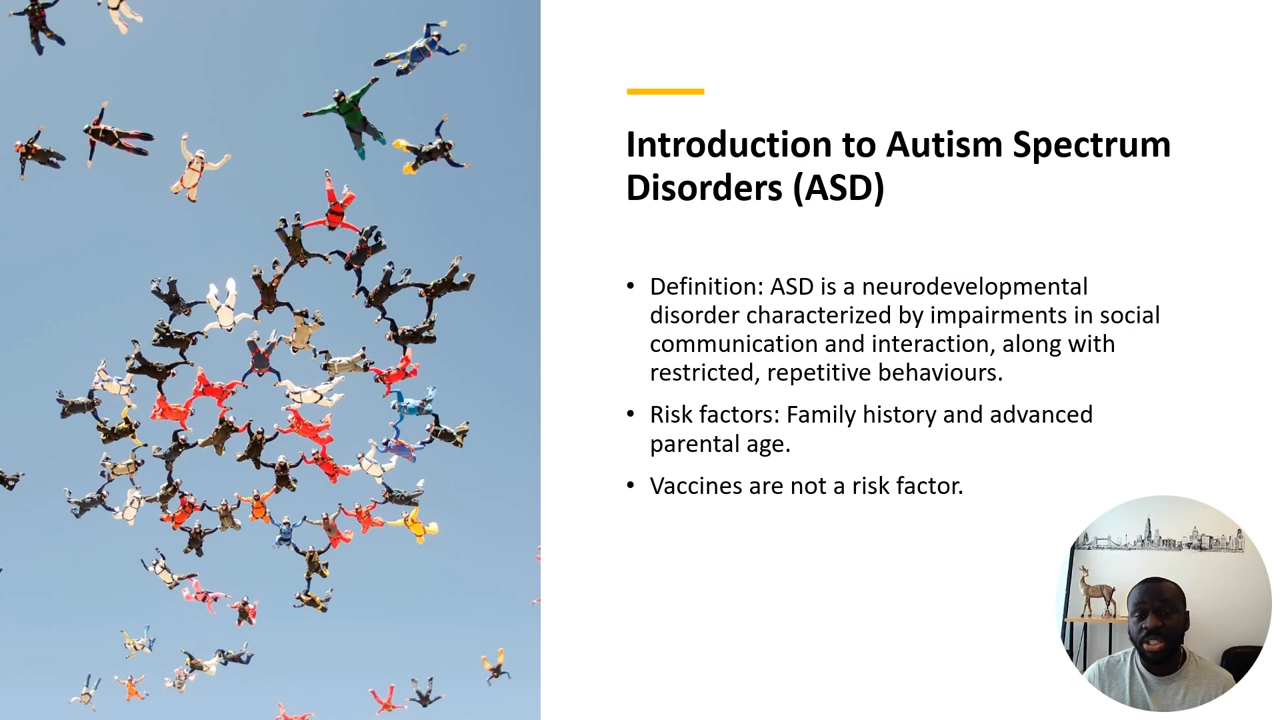 Introduction to Autism Spectrum
Disorders (ASD)
• Definition: ASD is a neurodevelopmental
disorder characterized by impairments in social
communication and interaction, along with
restricted, repetitive behaviours.
• Risk factors: Family history and advanced
parental age.
• Vaccines are not a risk factor.